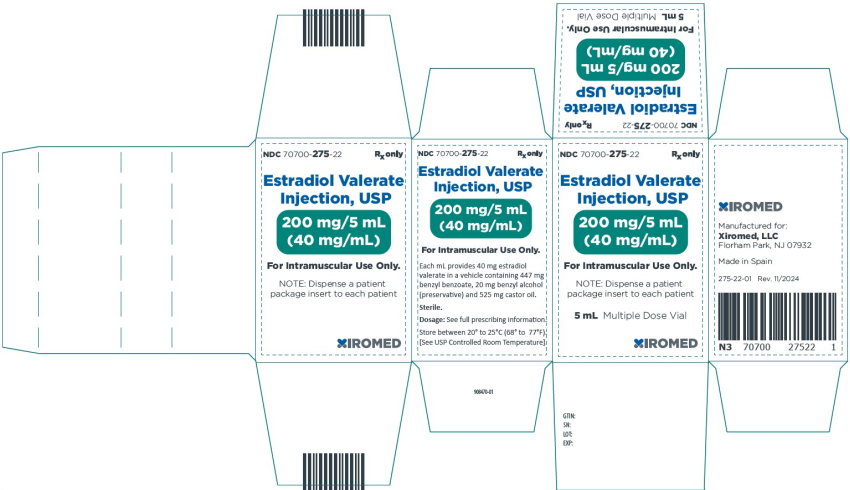 5 mL Multiple Dose Vial
For Intramuscular Use Only.
(40 mg/mL)
200 mg/5 mL
Injection, USP
Estradiol Valerate
NDC 70700-275-22 Rx only
NDC 70700-275-22 Rx only
Estradiol Valerate
Injection, USP
200 mg/5 mL
(40 mg/mL)
For Intramuscular Use Only.
NOTE: Dispense a patient
package insert to each patient
XIROMED
NDC 70700-275-22 Rx only
Estradiol Valerate
Injection, USP
200 mg/5 mL
(40 mg/mL)
For Intramuscular Use Only.
Each mL provides 40 mg estradiol
valerate in a vehicle containing 447 mg
benzyl benzoate, 20 mg benzyl alcohol
(preservative) and 525 mg castor oil.
Sterile.
Dosage: See full prescribing information.
Store between 20° to 25°C (68° to 77°F).
[See USP Controlled Room Temperature].
908470-01
NDC 70700-275-22 Rx only
Estradiol Valerate
Injection, USP
200 mg/5 mL
(40 mg/mL)
For Intramuscular Use Only.
NOTE: Dispense a patient
package insert to each patient
5 mL Multiple Dose Vial
XIROMED
GTIN:
SN:
LOT:
EXP:
XIROMED
Manufactured for:
Xiromed, LLC
Florham Park, NJ 07932
Made in Spain
275-22-01 Rev. 11/2024
N3 70700 27522 1